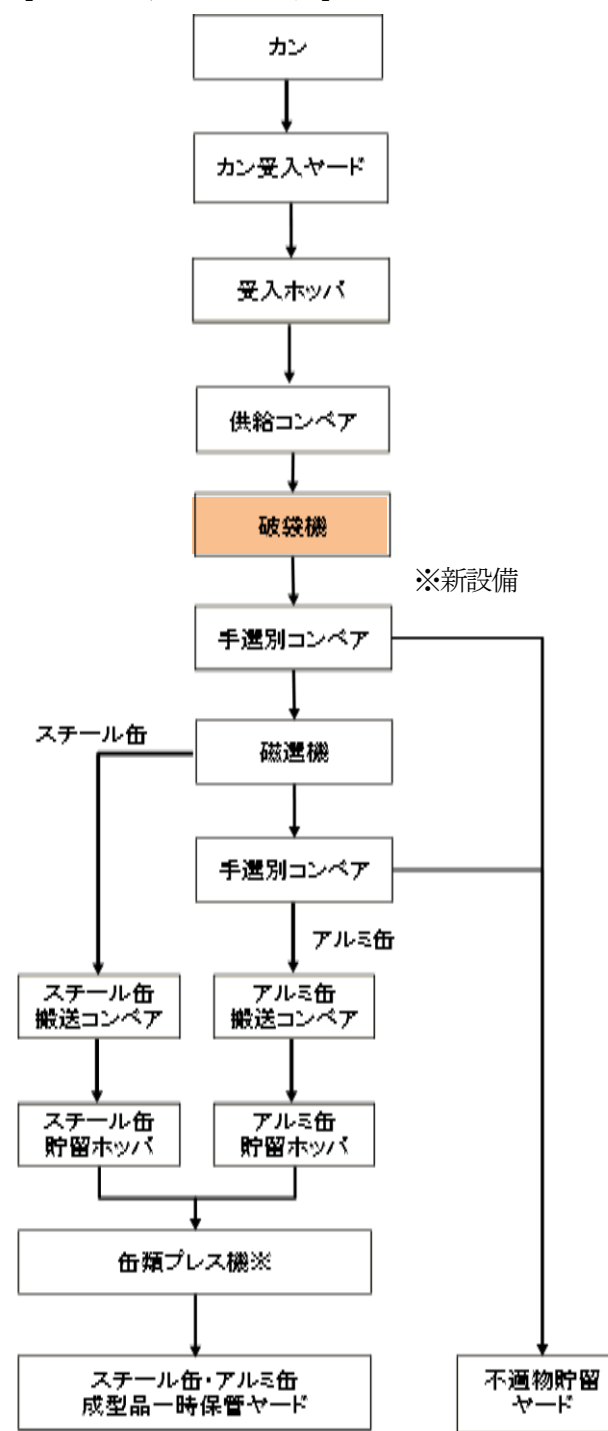 カン
カン受入ヤード
受入ホッパ
供給コンベア
破袋機
※新設備
手選別コンベア
スチール缶
磁選機
手選別コンベア
アルミ缶
スチール缶
搬送コンベア
アルミ缶
搬送コンベア
スチール缶
貯留ホッパ
アルミ缶
貯留ホッパ
缶類プレス機※
スチール缶・アルミ缶
成型品一時保管ヤード
不適物貯留
ヤード